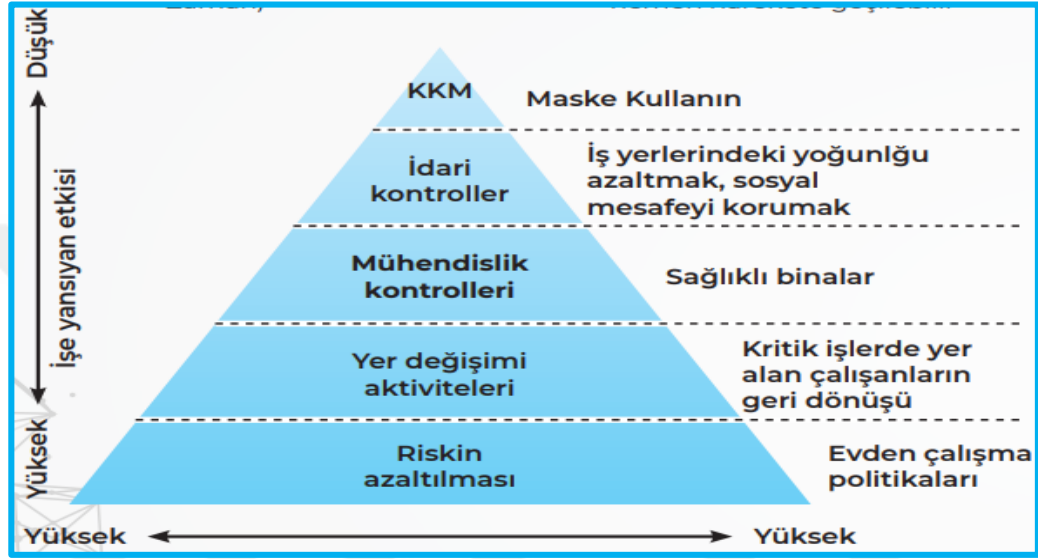 Düşük
KKM
Maske Kullanın
İdari
kontroller
İş yerlerindeki yoğunlğu
azaltmak, sosyal
mesafeyi korumak
İşe yansıyan etkisi
Mühendislik
kontrolleri
Sağlıklı binalar
Yer değişimi
aktiviteleri
Kritik işlerde yer
alan çalışanların
geri dönüşü
Yüksek
Riskin
azaltılması
Evden çalışma
politikaları
Yüksek
Yüksek